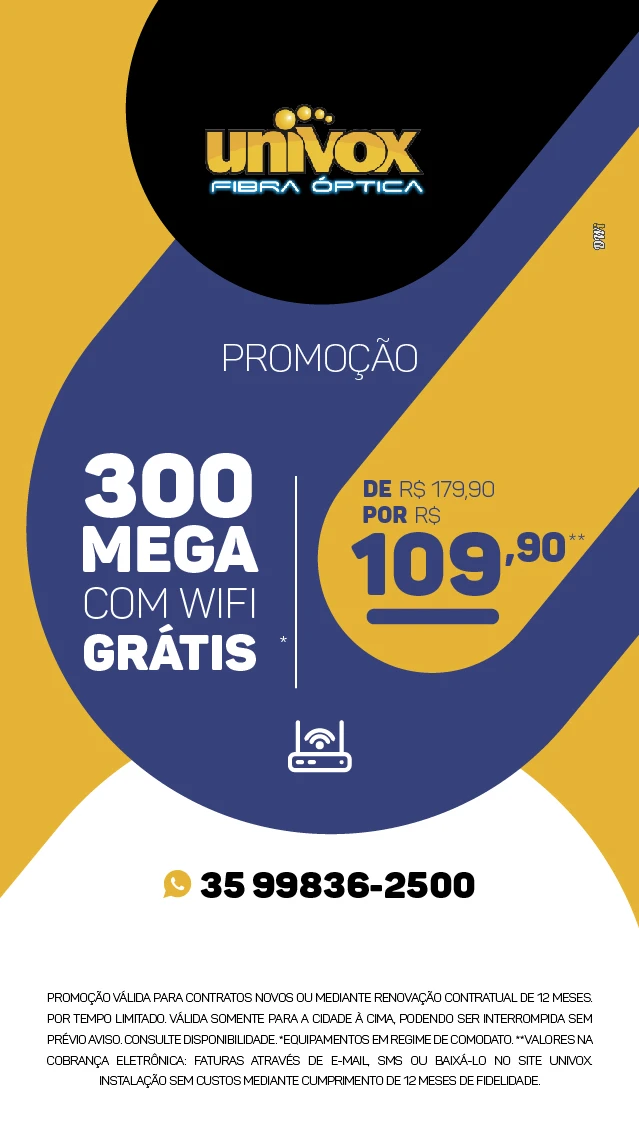 univox
FIBRA ÓPTICA
PROMOÇÃO
300
MEGA
COM WIFI
GRÁTIS *
DE R$ 179,90
POR R$
109,90**
35 99836-2500
PROMOÇÃO VÁLIDA PARA CONTRATOS NOVOS OU MEDIANTE RENOVAÇÃO CONTRATUAL DE 12 MESES.
POR TEMPO LIMITADO. VÁLIDA SOMENTE PARA A CIDADE À CIMA, PODENDO SER INTERROMPIDA SEM
PRÉVIO AVISO. CONSULTE DISPONIBILIDADE. *EQUIPAMENTOS EM REGIME DE COMODATO. **VALORES NA
COBRANÇA ELETRÔNICA: FATURAS ATRAVÉS DE E-MAIL, SMS OU BAIXÁ-LO NO SITE UNIVOX.
INSTALAÇÃO SEM CUSTOS MEDIANTE CUMPRIMENTO DE 12 MESES DE FIDELIDADE.